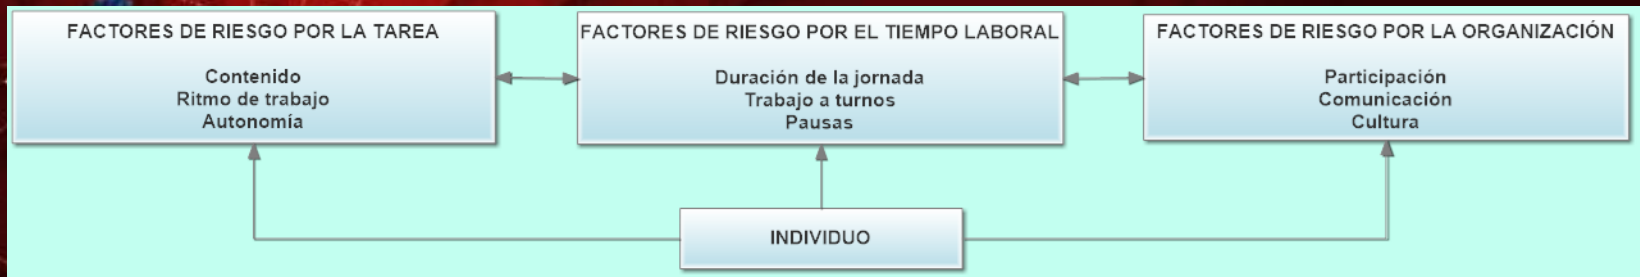 FACTORES DE RIESGO POR LA TAREA
Contenido
Ritmo de trabajo
Autonomía
FACTORES DE RIESGO POR EL TIEMPO LABORAL
Duración de la jornada
Trabajo a turnos
Pausas
FACTORES DE RIESGO POR LA ORGANIZACIÓN
Participación
Comunicación
Cultura
INDIVIDUO